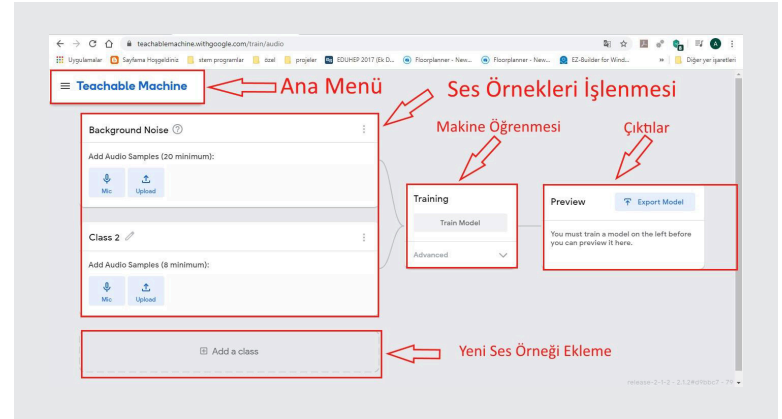 teachablemachine.withgoogle.com/train/audio
Uygulamalar Sayfama Hoşgeldiniz stem programlar özel projeler EDUHEP 2017 (Ek D... Floorplanner - New... Floorplanner - New... EZ-Builder for Wind... » Diğer yer işaretleri
Teachable Machine
Ana Menü
Ses Örnekleri İşlenmesi
Background Noise
Add Audio Samples (20 minimum):
Mic Upload
Makine Öğrenmesi
Çıktılar
Training
Train Model
Advanced
Preview
Export Model
You must train a model on the left before
you can preview it here.
Class 2
Add Audio Samples (8 minimum):
Mic Upload
Add a class
Yeni Ses Örneği Ekleme